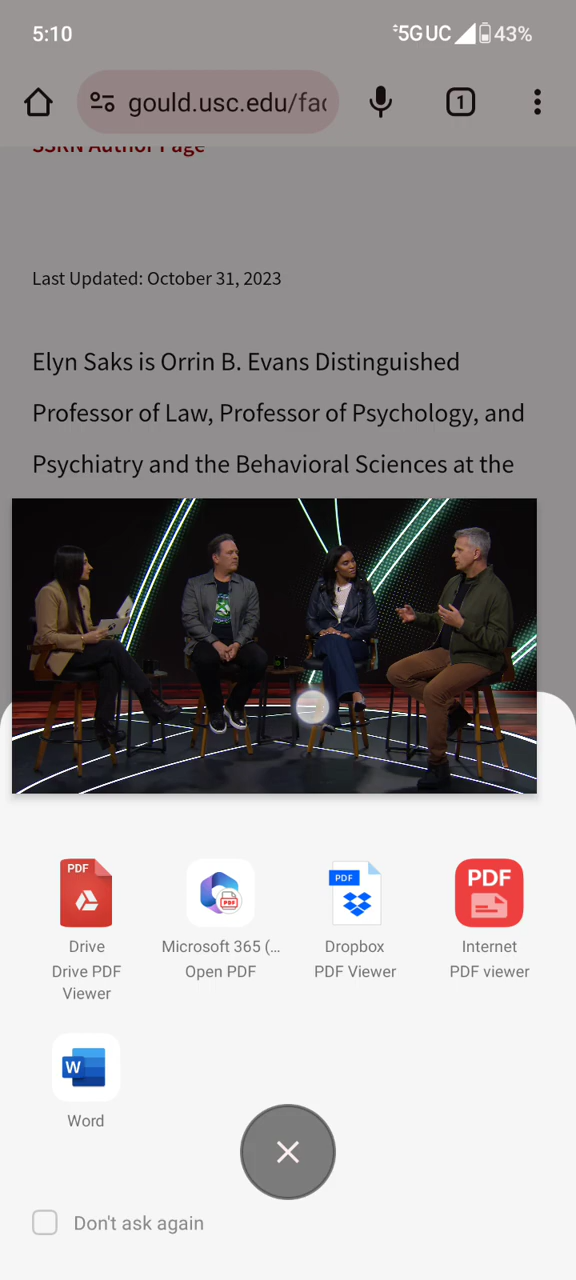 5:10
5G UC 43%
gould.usc.edu/fac
1
SSRN Author Page
Last Updated: October 31, 2023
Elyn Saks is Orrin B. Evans Distinguished
Professor of Law, Professor of Psychology, and
Psychiatry and the Behavioral Sciences at the
PDF
PDF
PDF
PDF
Drive
Microsoft 365 (...
Dropbox
Internet
Drive PDF
Viewer
Open PDF
PDF Viewer
PDF viewer
W
Word
Don't ask again